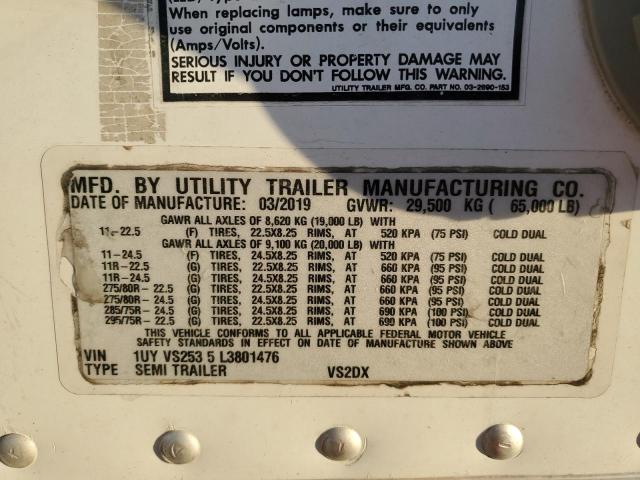 When replacing lamps, make sure to only
use original components or their equivalents
(Amps/Volts).
SERIOUS INJURY or PROPERTY DAMAGE MAY
RESULT IF YOU DON'T FOLLOW THIS WARNING.
UTILITY TRAILER MFG. CO. PART NO. 03-2690-153
MFD. BY UTILITY TRAILER MANUFACTURING CO.
DATE OF MANUFACTURE: 03/2019 GVWR: 29,500 KG ( 65,000 LB)
GAWR ALL AXLES OF 8,620 KG (19,000 LB) WITH
11-22.5 (F) TIRES, 22.5X8.25 RIMS, AT 520 KPA (75 PSI) COLD DUAL
GAWR ALL AXLES OF 9,100 KG (20,000 LB) WITH
11-24.5 (F) TIRES, 24.5X8.25 RIMS, AT 520 KPA (75 PSI) COLD DUAL
11R-22.5 (G) TIRES, 22.5X8.25 RIMS, AT 660 KPA (95 PSI) COLD DUAL
11R-24.5 (G) TIRES, 24.5X8.25 RIMS, AT 660 KPA (95 PSI) COLD DUAL
275/80R-22.5 (G) TIRES, 22.5X8.25 RIMS, AT 660 KPA (95 PSI) COLD DUAL
275/80R-24.5 (G) TIRES, 24.5X8.25 RIMS, AT 660 KPA (95 PSI) COLD DUAL
285/75R-24.5 (G) TIRES, 24.5X8.25 RIMS, AT 690 KPA (100 PSI) COLD DUAL
295/75R-22.5 (G) TIRES, 22.5X8.25 RIMS, AT 690 KPA (100 PSI) COLD DUAL
THIS VEHICLE CONFORMS TO ALL APPLICABLE FEDERAL MOTOR VEHICLE
SAFETY STANDARDS IN EFFECT ON DATE OF MANUFACTURE SHOWN ABOVE
VIN 1UY VS253 5 L3801476
TYPE SEMI TRAILER VS2DX